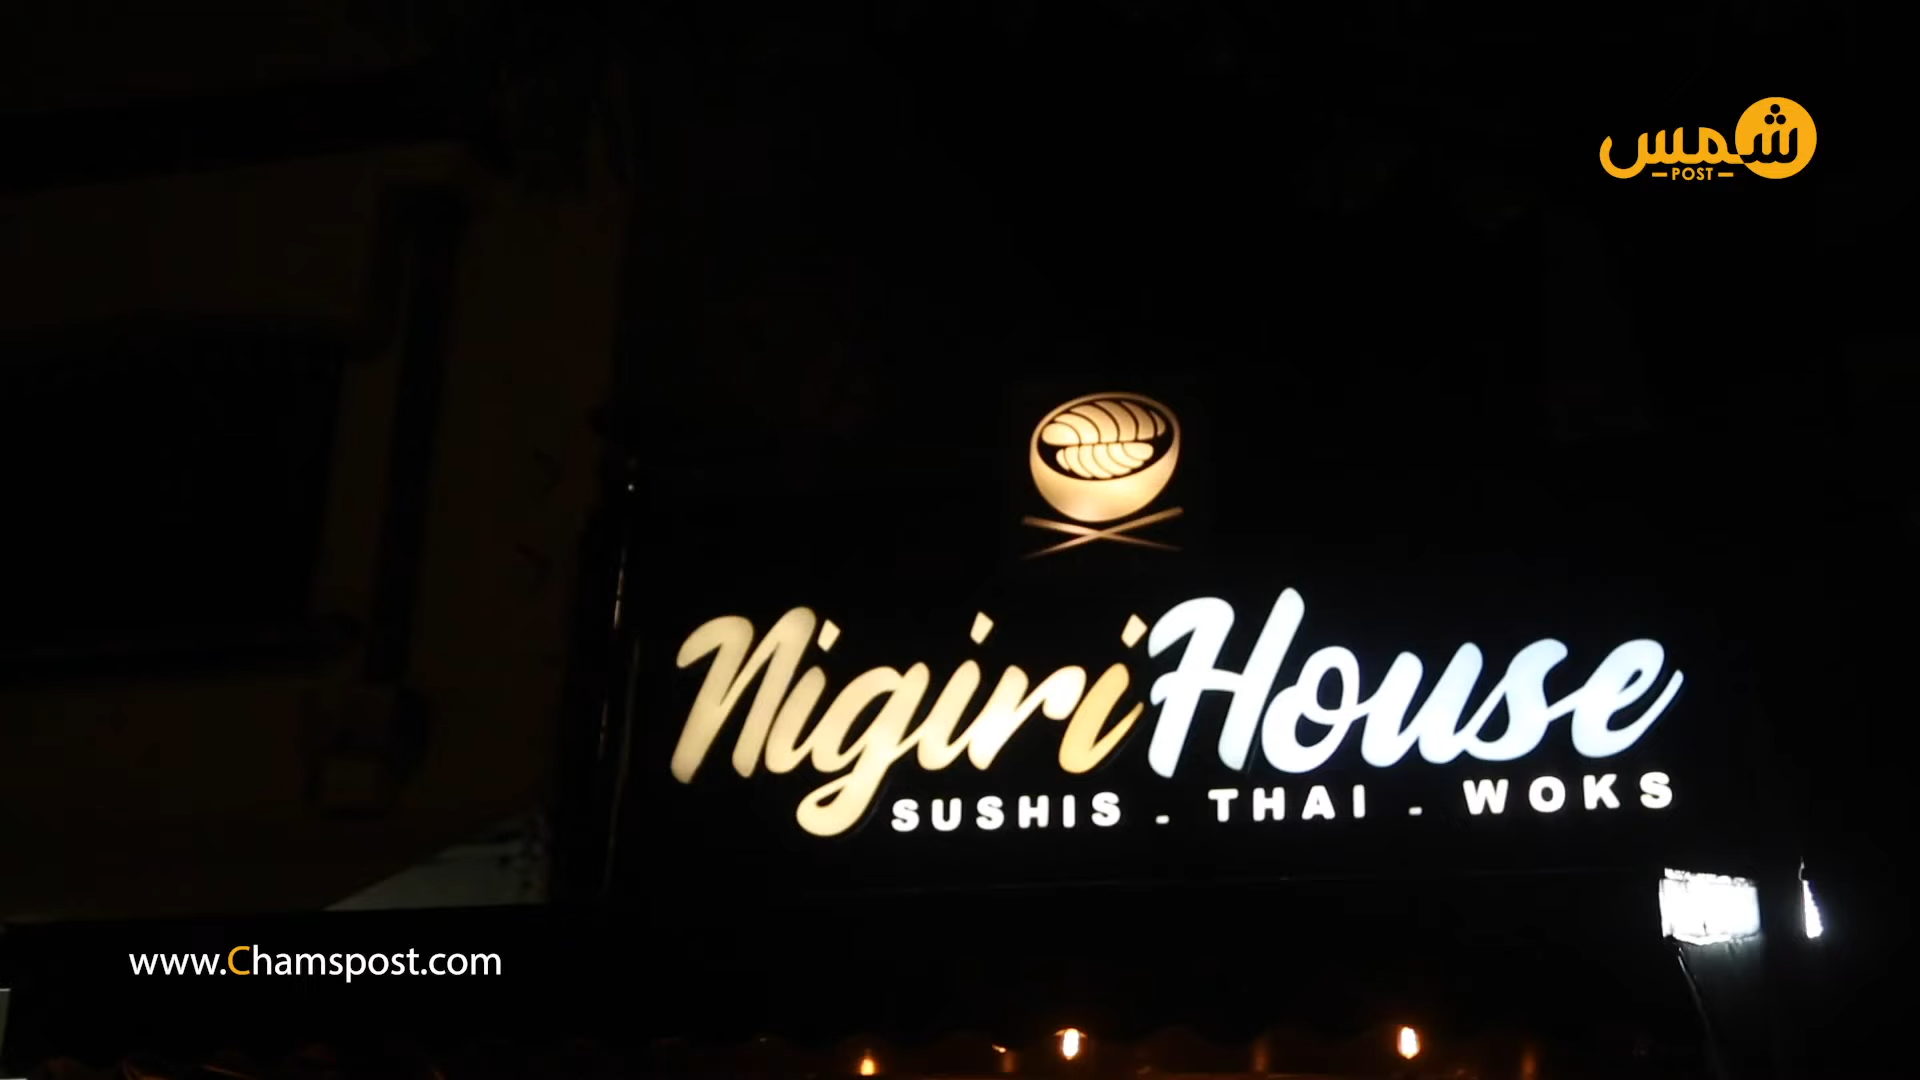 شمس
POST
Nigiri House
SUSHIS . THAI . WOKS
www.Chamspost.com